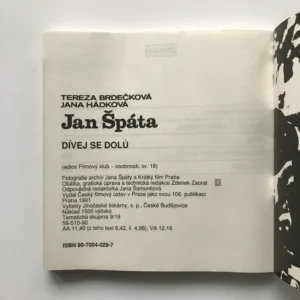 TEREZA BRDEČKOVÁ
JANA HÁDKOVÁ
Jan Špáta
DÍVEJ SE DOLŮ
(edice Filmový klub – osobnosti, sv. 18)
Fotografie archív Jana Špáty a Krátký film Praha
Obálka, grafická úprava a technická redakce Zdenek Zaoral
Odpovědná redaktorka Jana Šamonilová
Vydal Český filmový ústav v Praze jako svou 106. publikaci
Praha 1991
Vytiskly Jihočeské tiskárny, s. p., České Budějovice
Náklad 1500 výtisků
Tematická skupina 9/19
59-510-90
AA 11,40 (z toho text 6,42, il. 4,98), VA 12,16
ISBN 80-7004-029-7